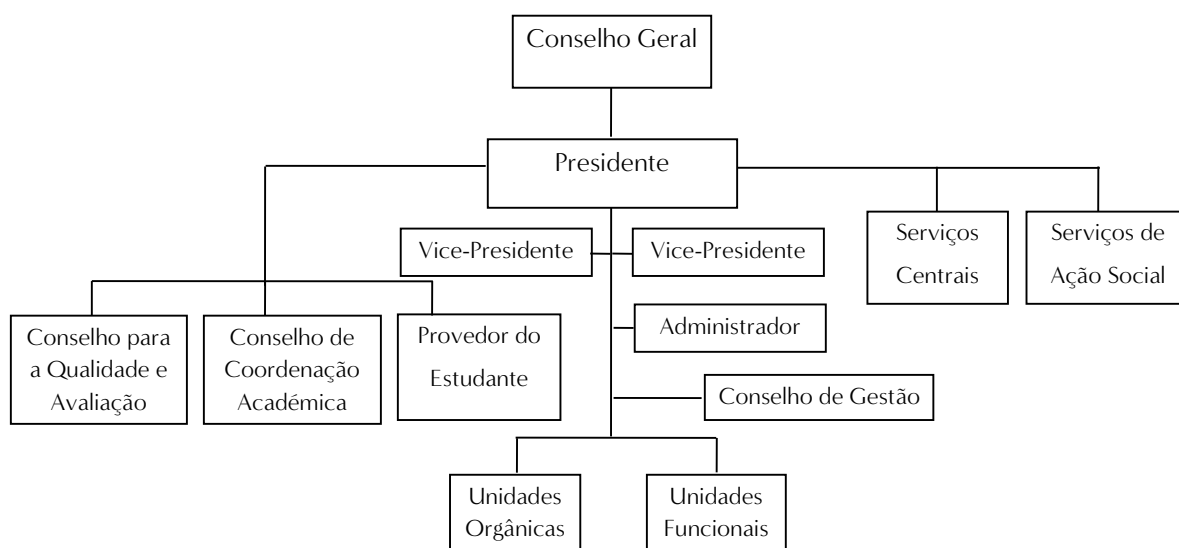 Conselho Geral
Presidente
Vice-Presidente
Vice-Presidente
Serviços
Centrais
Serviços de
Ação Social
Conselho para
a Qualidade e
Avaliação
Conselho de
Coordenação
Académica
Provedor do
Estudante
Administrador
Conselho de Gestão
Unidades
Orgânicas
Unidades
Funcionais